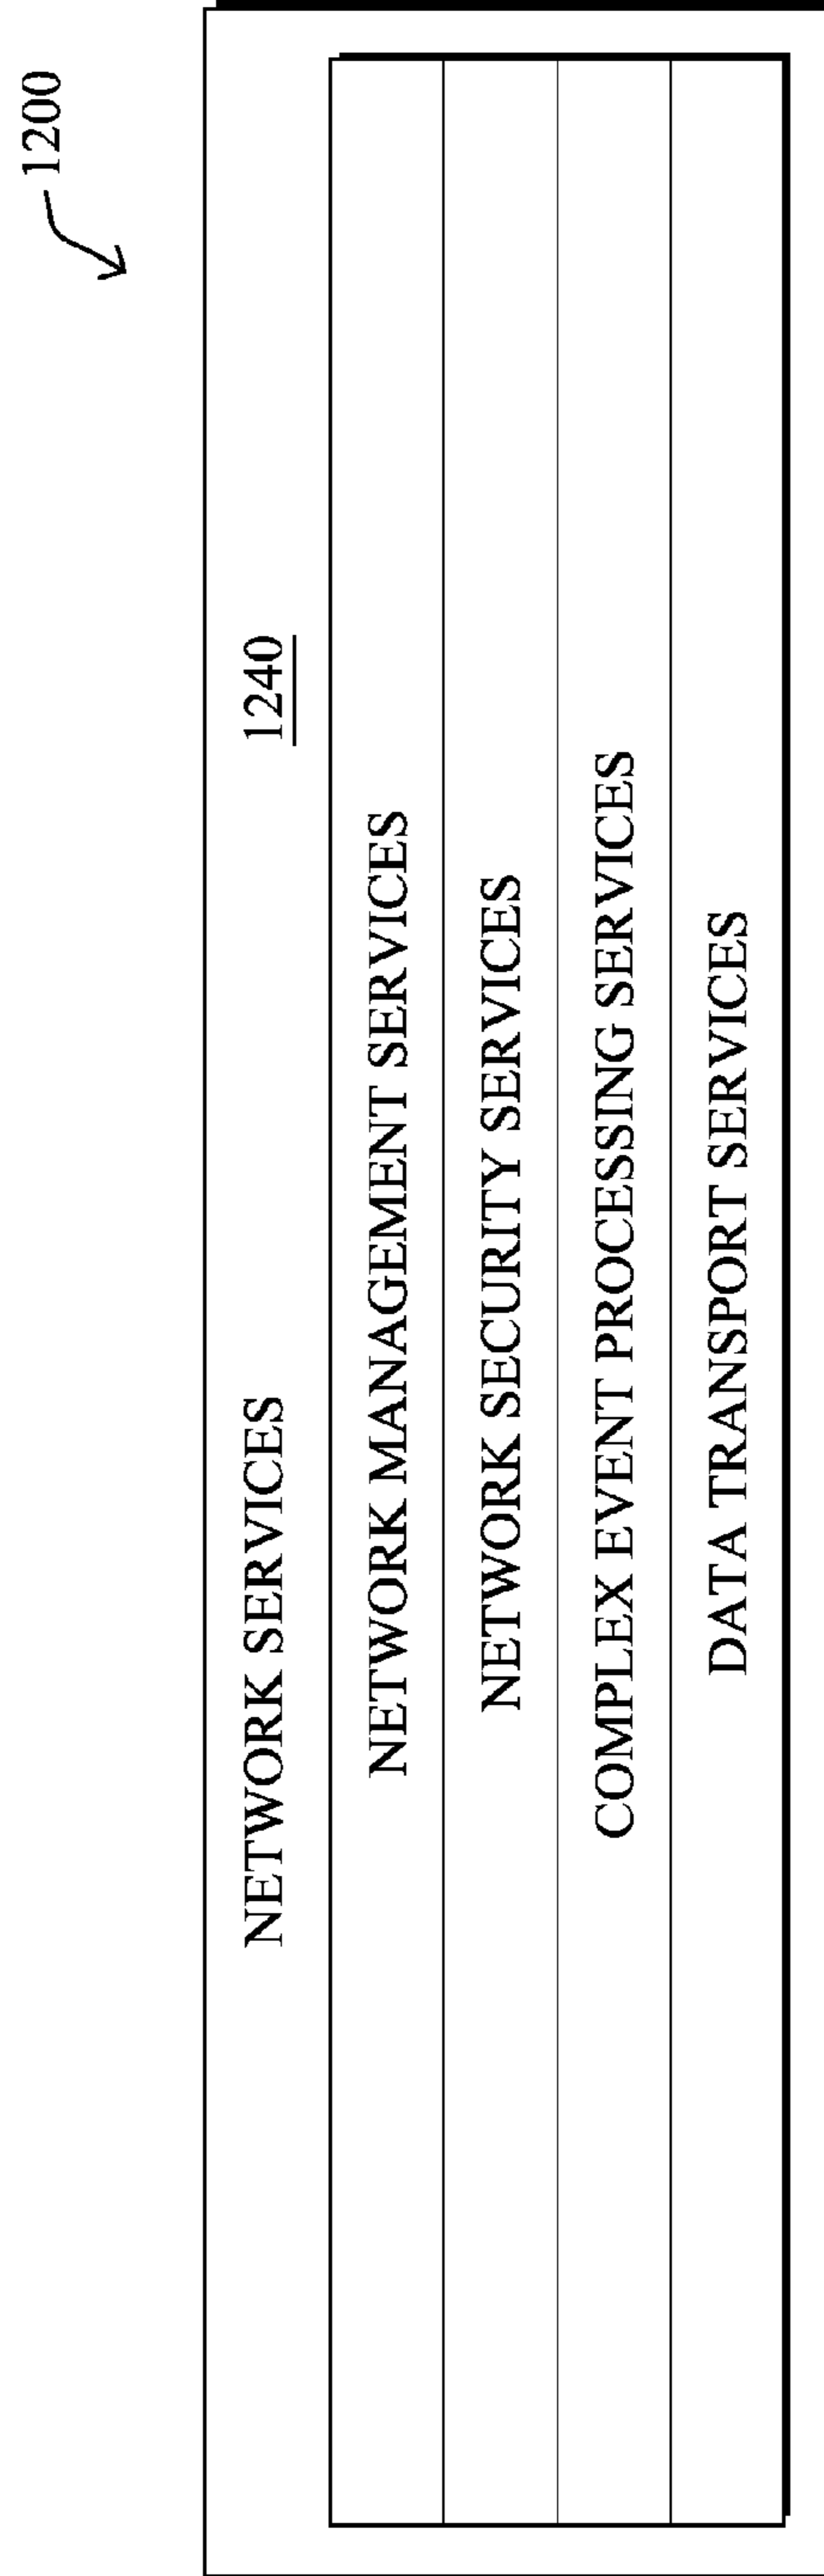 1200
NETWORK SERVICES 1240
NETWORK MANAGEMENT SERVICES
NETWORK SECURITY SERVICES
COMPLEX EVENT PROCESSING SERVICES
DATA TRANSPORT SERVICES